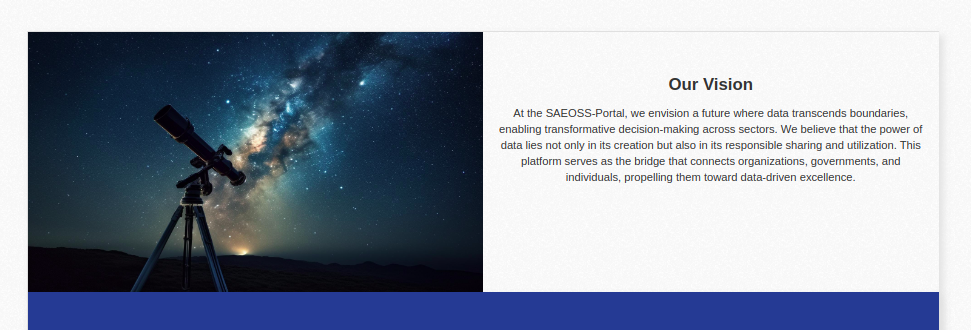 Our Vision
At the SAEOSS-Portal, we envision a future where data transcends boundaries,
enabling transformative decision-making across sectors. We believe that the power of
data lies not only in its creation but also in its responsible sharing and utilization. This
platform serves as the bridge that connects organizations, governments, and
individuals, propelling them toward data-driven excellence.